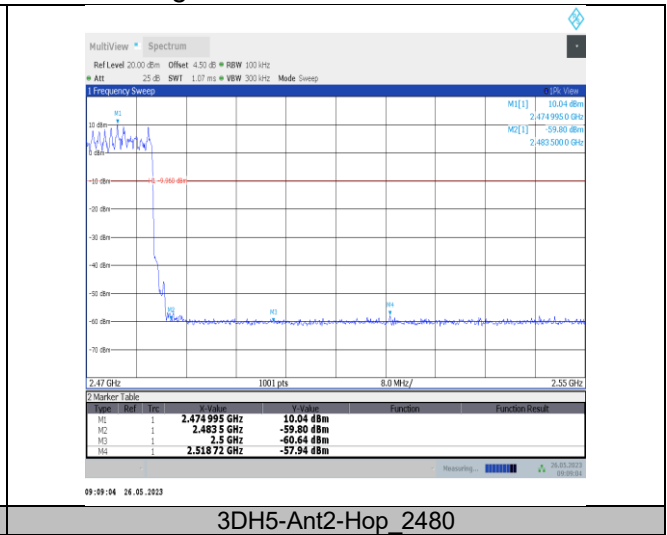 MultiView Spectrum
Ref Level 20.00 dBm Offset 4.50 dB RBW 100 kHz
Att 25 dB SWT 1.07 ms VBW 300 kHz Mode Sweep
1 Frequency Sweep 1Pk View
M1[1] 10.04 dBm
2.4749950 GHz
M2[1] -59.80 dBm
2.4835000 GHz
M1
10 dBm
0 dBm
-10 dBm
H1 -9.960 dBm
-20 dBm
-30 dBm
-40 dBm
-50 dBm
M2 M3 M4
-60 dBm
-70 dBm
2.47 GHz 1001 pts 8.0 MHz/ 2.55 GHz
2 Marker Table
Type Ref Trc X-Value Y-Value Function Function Result
M1 1 2.474 995 GHz 10.04 dBm
M2 1 2.483 5 GHz -59.80 dBm
M3 1 2.5 GHz -60.64 dBm
M4 1 2.518 72 GHz -57.94 dBm
Measuring... 26.05.2023
09:09:04
09:09:04 26.05.2023
3DH5-Ant2-Hop_2480